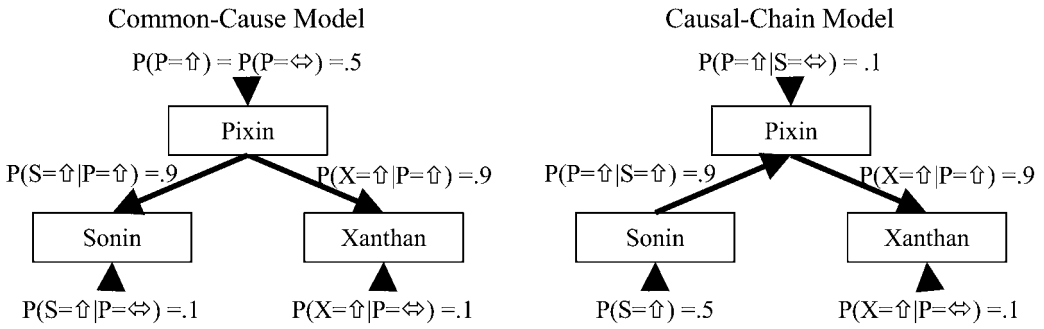 Common-Cause Model
P(P=⇧) = P(P=⬄) =.5
Pixin
P(S=⇧|P=⇧) =.9
P(X=⇧|P=⇧) =.9
Sonin
Xanthan
P(S=⇧|P=⬄) =.1
P(X=⇧|P=⬄) =.1
Causal-Chain Model
P(P=⇧|S=⬄) = .1
Pixin
P(P=⇧|S=⇧) =.9
P(X=⇧|P=⇧) =.9
Sonin
Xanthan
P(S=⇧) =.5
P(X=⇧|P=⬄) =.1